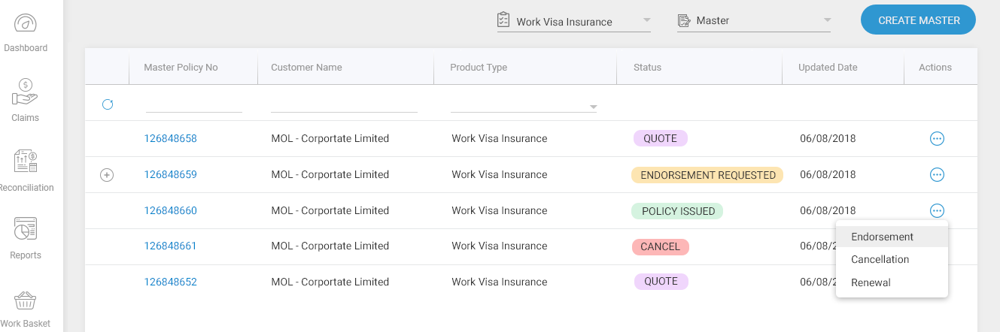 Work Visa Insurance
Master
CREATE MASTER
Dashboard
Claims
Reconciliation
Reports
Work Basket
Master Policy No Customer Name Product Type Status Updated Date Actions
126848658 MOL - Corportate Limited Work Visa Insurance QUOTE 06/08/2018
126848659 MOL - Corportate Limited Work Visa Insurance ENDORSEMENT REQUESTED 06/08/2018
126848660 MOL - Corportate Limited Work Visa Insurance POLICY ISSUED 06/08/2018
126848661 MOL - Corportate Limited Work Visa Insurance CANCEL 06/08/2
126848652 MOL - Corportate Limited Work Visa Insurance QUOTE 06/08/2
Endorsement
Cancellation
Renewal